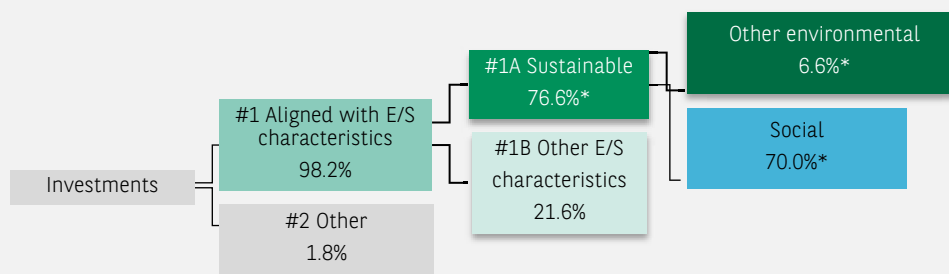 Investments
#1 Aligned with E/S
characteristics
98.2%
#2 Other
1.8%
#1A Sustainable
76.6%*
#1B Other E/S
characteristics
21.6%
Other environmental
6.6%*
Social
70.0%*